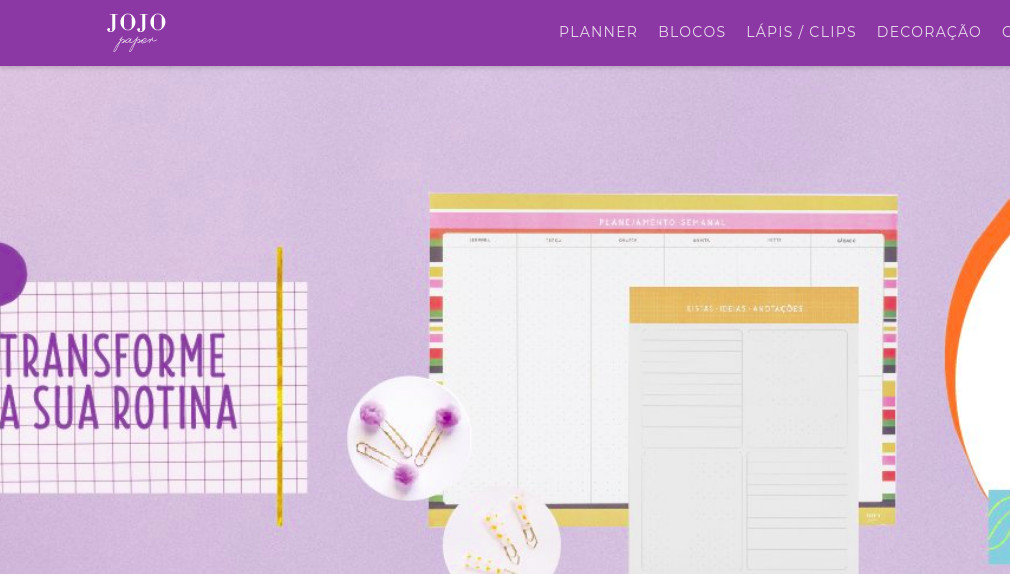 JOJO
paper
PLANNER BLOCOS LÁPIS / CLIPS DECORAÇÃO
TRANSFORME
A SUA ROTINA
PLANEJAMENTO SEMANAL
SEGUNDA TERÇA QUARTA QUINTA SEXTA SÁBADO
LISTAS · IDEIAS · ANOTAÇÕES